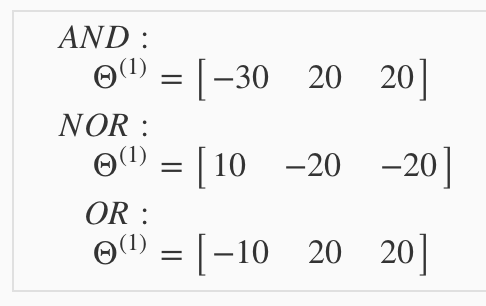 AND :
Θ⁽¹⁾ = [−30 20 20]
NOR :
Θ⁽¹⁾ = [10 −20 −20]
OR :
Θ⁽¹⁾ = [−10 20 20]